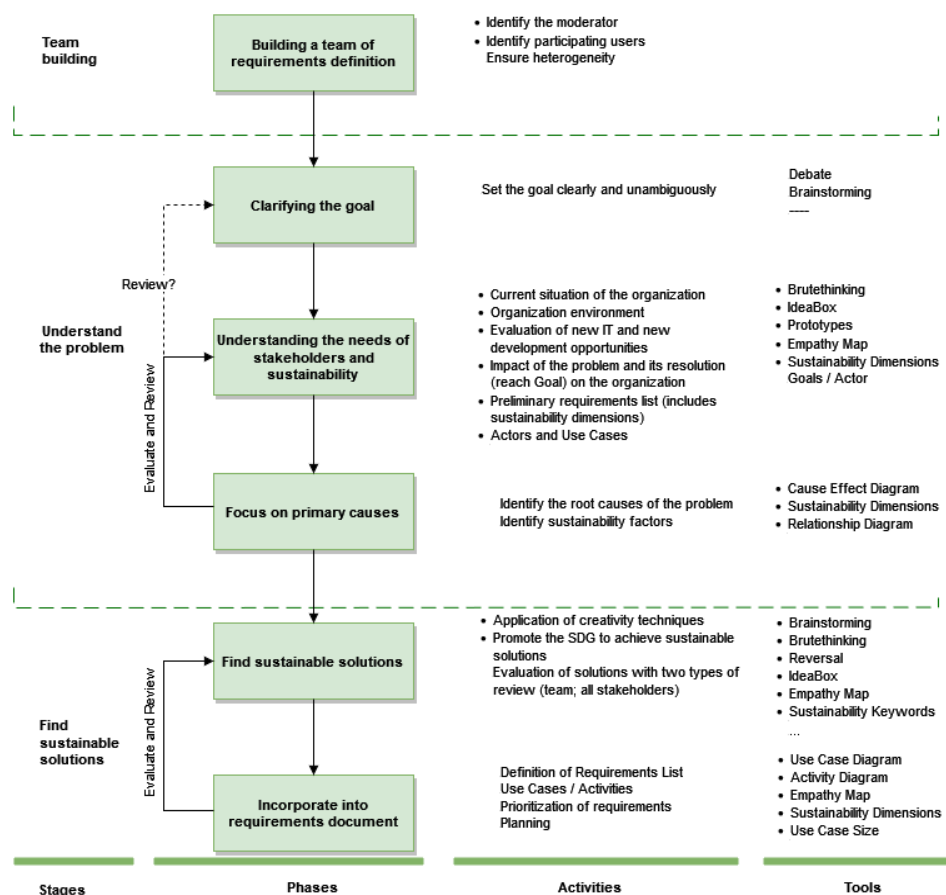 Team
building
Building a team of
requirements definition
• Identify the moderator
• Identify participating users
Ensure heterogeneity
Clarifying the goal
Set the goal clearly and unambiguously
Debate
Brainstorming
----
Review?
Understand
the problem
Evaluate and Review
Understanding the needs of
stakeholders and
sustainability
• Current situation of the organization
• Organization environment
• Evaluation of new IT and new
development opportunities
• Impact of the problem and its resolution
(reach Goal) on the organization
• Preliminary requirements list (includes
sustainability dimensions)
• Actors and Use Cases
• Brutethinking
• IdeaBox
• Prototypes
• Empathy Map
• Sustainability Dimensions
Goals / Actor
Focus on primary causes
Identify the root causes of the problem
Identify sustainability factors
• Cause Effect Diagram
• Sustainability Dimensions
• Relationship Diagram
Find
sustainable
solutions
Evaluate and Review
Find sustainable solutions
• Application of creativity techniques
• Promote the SDG to achieve sustainable
solutions
Evaluation of solutions with two types of
review (team; all stakeholders)
• Brainstorming
• Brutethinking
• Reversal
• IdeaBox
• Empathy Map
• Sustainability Keywords
...
Incorporate into
requirements document
Definition of Requirements List
Use Cases / Activities
Prioritization of requirements
Planning
• Use Case Diagram
• Activity Diagram
• Empathy Map
• Sustainability Dimensions
• Use Case Size
Stages
Phases
Activities
Tools